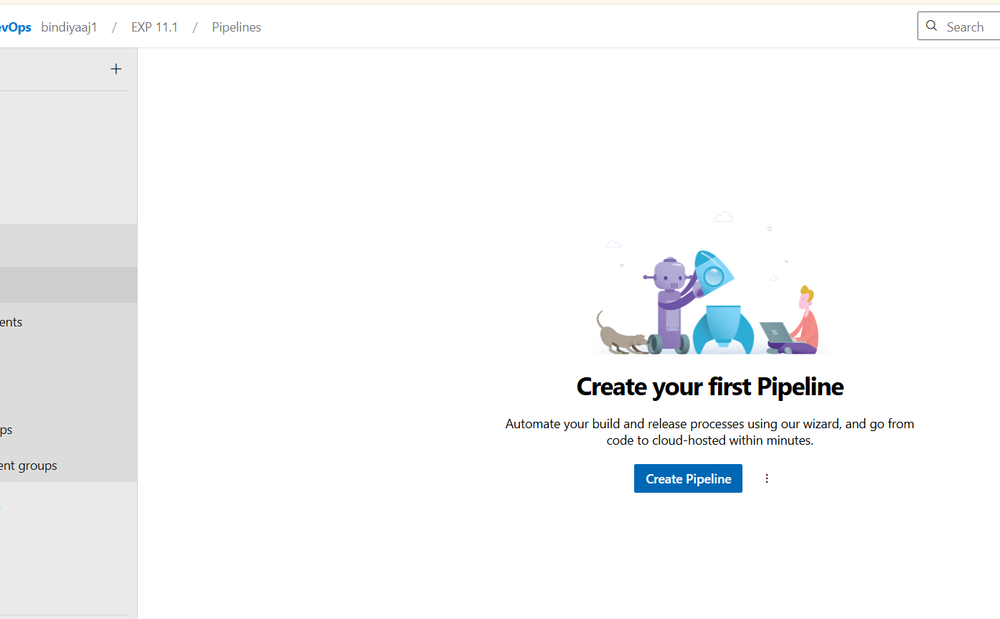 evOps bindiyaaj1 / EXP 11.1 / Pipelines Search
ents
ps
ent groups
Create your first Pipeline
Automate your build and release processes using our wizard, and go from
code to cloud-hosted within minutes.
Create Pipeline